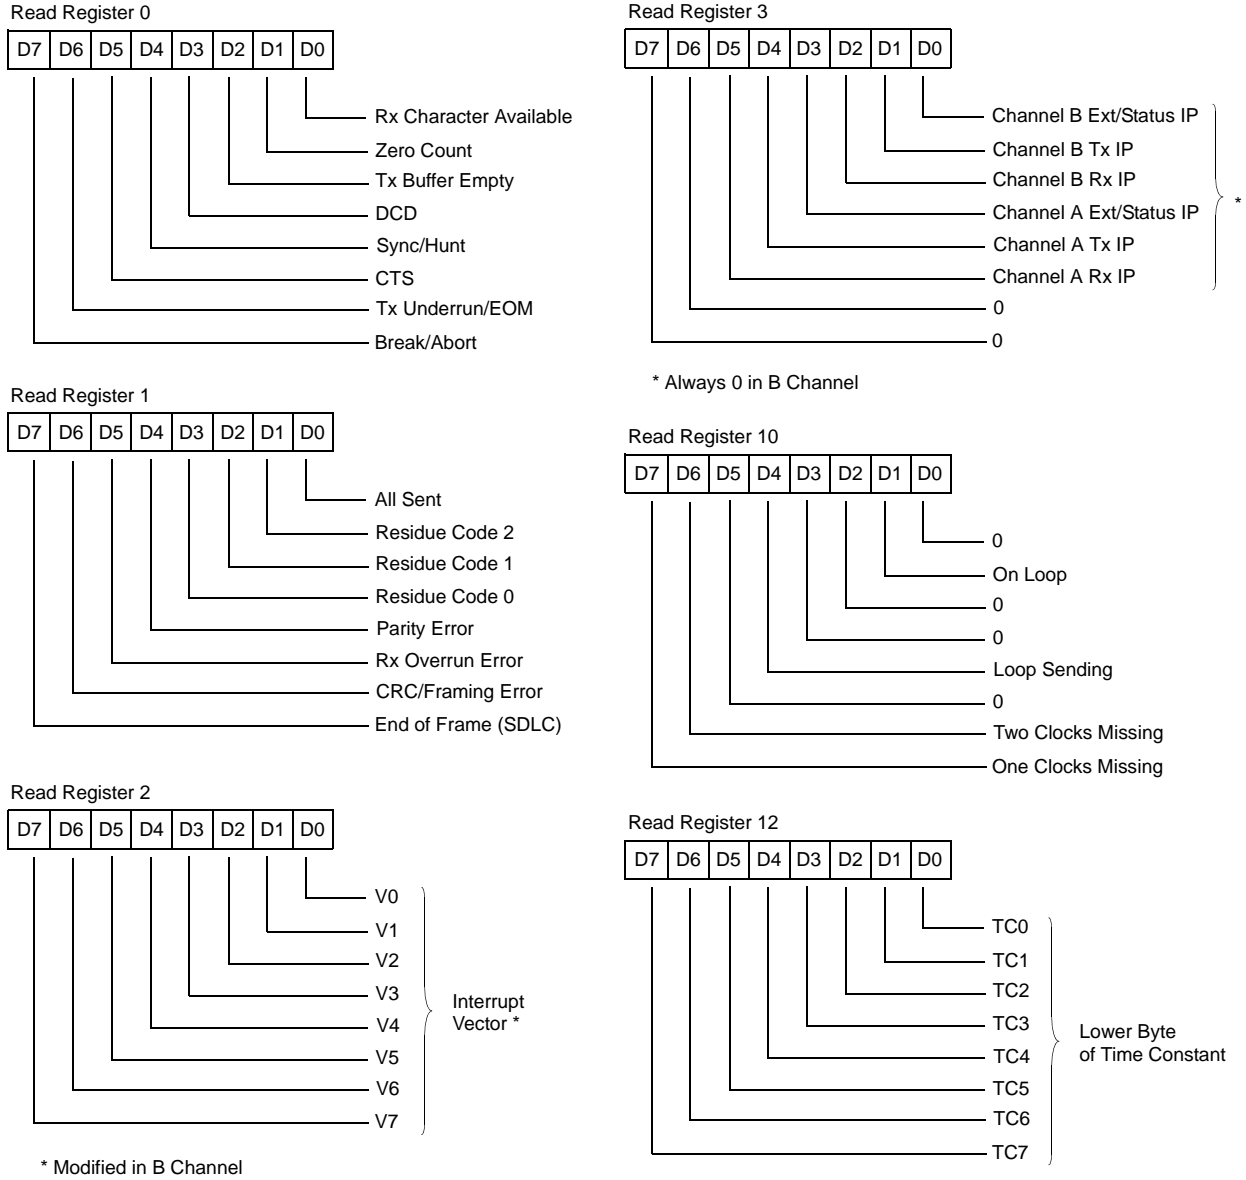 Read Register 0
D7 D6 D5 D4 D3 D2 D1 D0
Rx Character Available
Zero Count
Tx Buffer Empty
DCD
Sync/Hunt
CTS
Tx Underrun/EOM
Break/Abort
Read Register 1
D7 D6 D5 D4 D3 D2 D1 D0
All Sent
Residue Code 2
Residue Code 1
Residue Code 0
Parity Error
Rx Overrun Error
CRC/Framing Error
End of Frame (SDLC)
Read Register 2
D7 D6 D5 D4 D3 D2 D1 D0
V0
V1
V2
V3
V4
V5
V6
V7
Interrupt
Vector *
* Modified in B Channel
Read Register 3
D7 D6 D5 D4 D3 D2 D1 D0
Channel B Ext/Status IP
Channel B Tx IP
Channel B Rx IP
Channel A Ext/Status IP
Channel A Tx IP
Channel A Rx IP
0
0
*
* Always 0 in B Channel
Read Register 10
D7 D6 D5 D4 D3 D2 D1 D0
0
On Loop
0
0
Loop Sending
0
Two Clocks Missing
One Clocks Missing
Read Register 12
D7 D6 D5 D4 D3 D2 D1 D0
TC0
TC1
TC2
TC3
TC4
TC5
TC6
TC7
Lower Byte
of Time Constant